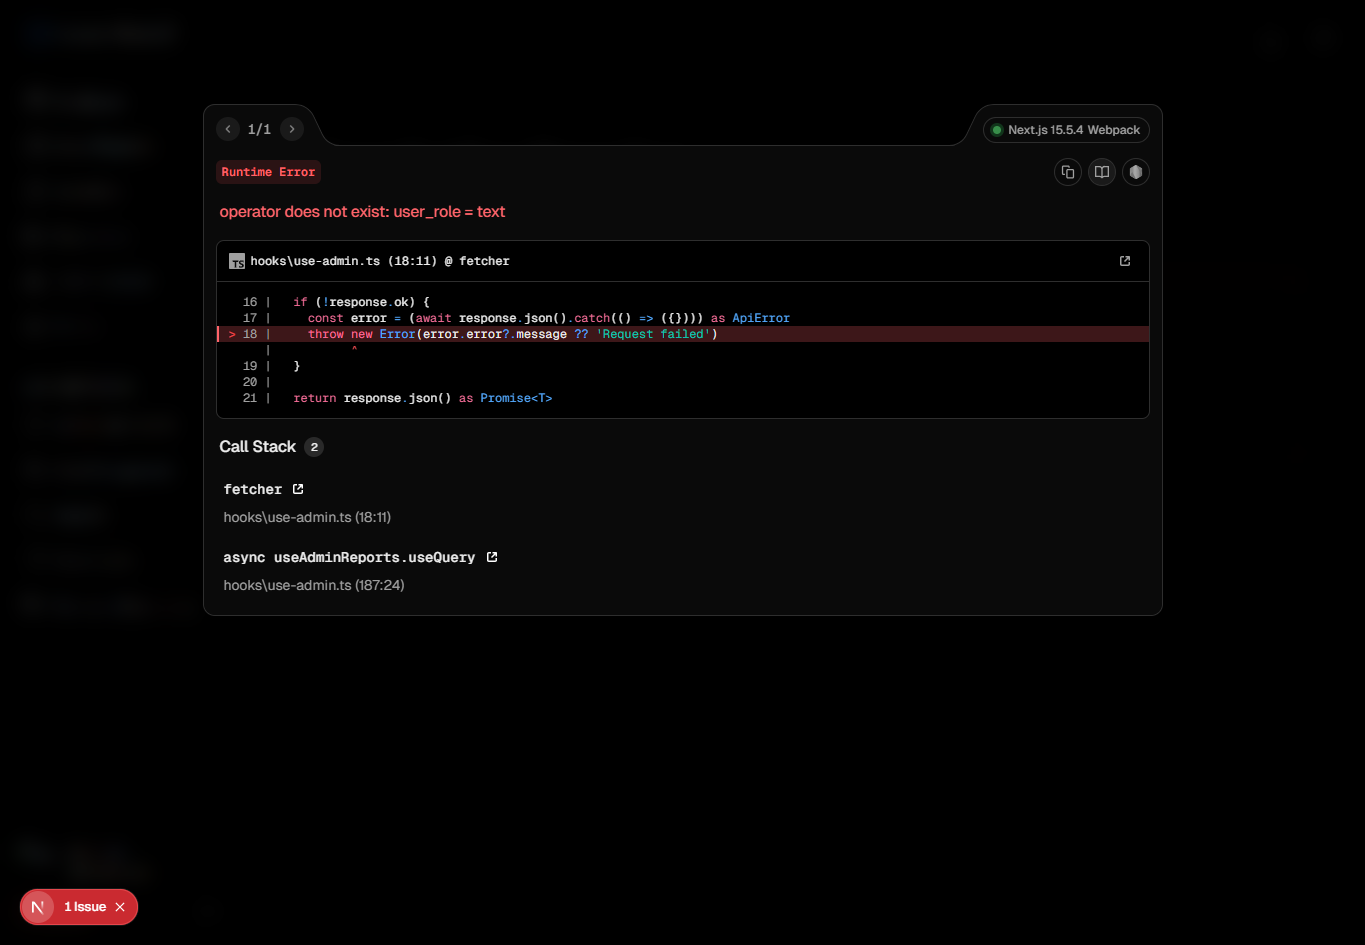 1/1
Next.js 15.5.4 Webpack
Runtime Error
operator does not exist: user_role = text
TS hooks\use-admin.ts (18:11) @ fetcher
16 | if (!response.ok) {
17 | const error = (await response.json().catch(() => ({}))) as ApiError
> 18 | throw new Error(error.error?.message ?? 'Request failed')
| ^
19 | }
20 |
21 | return response.json() as Promise<T>
Call Stack 2
fetcher
hooks\use-admin.ts (18:11)
async useAdminReports.useQuery
hooks\use-admin.ts (187:24)
N 1 Issue